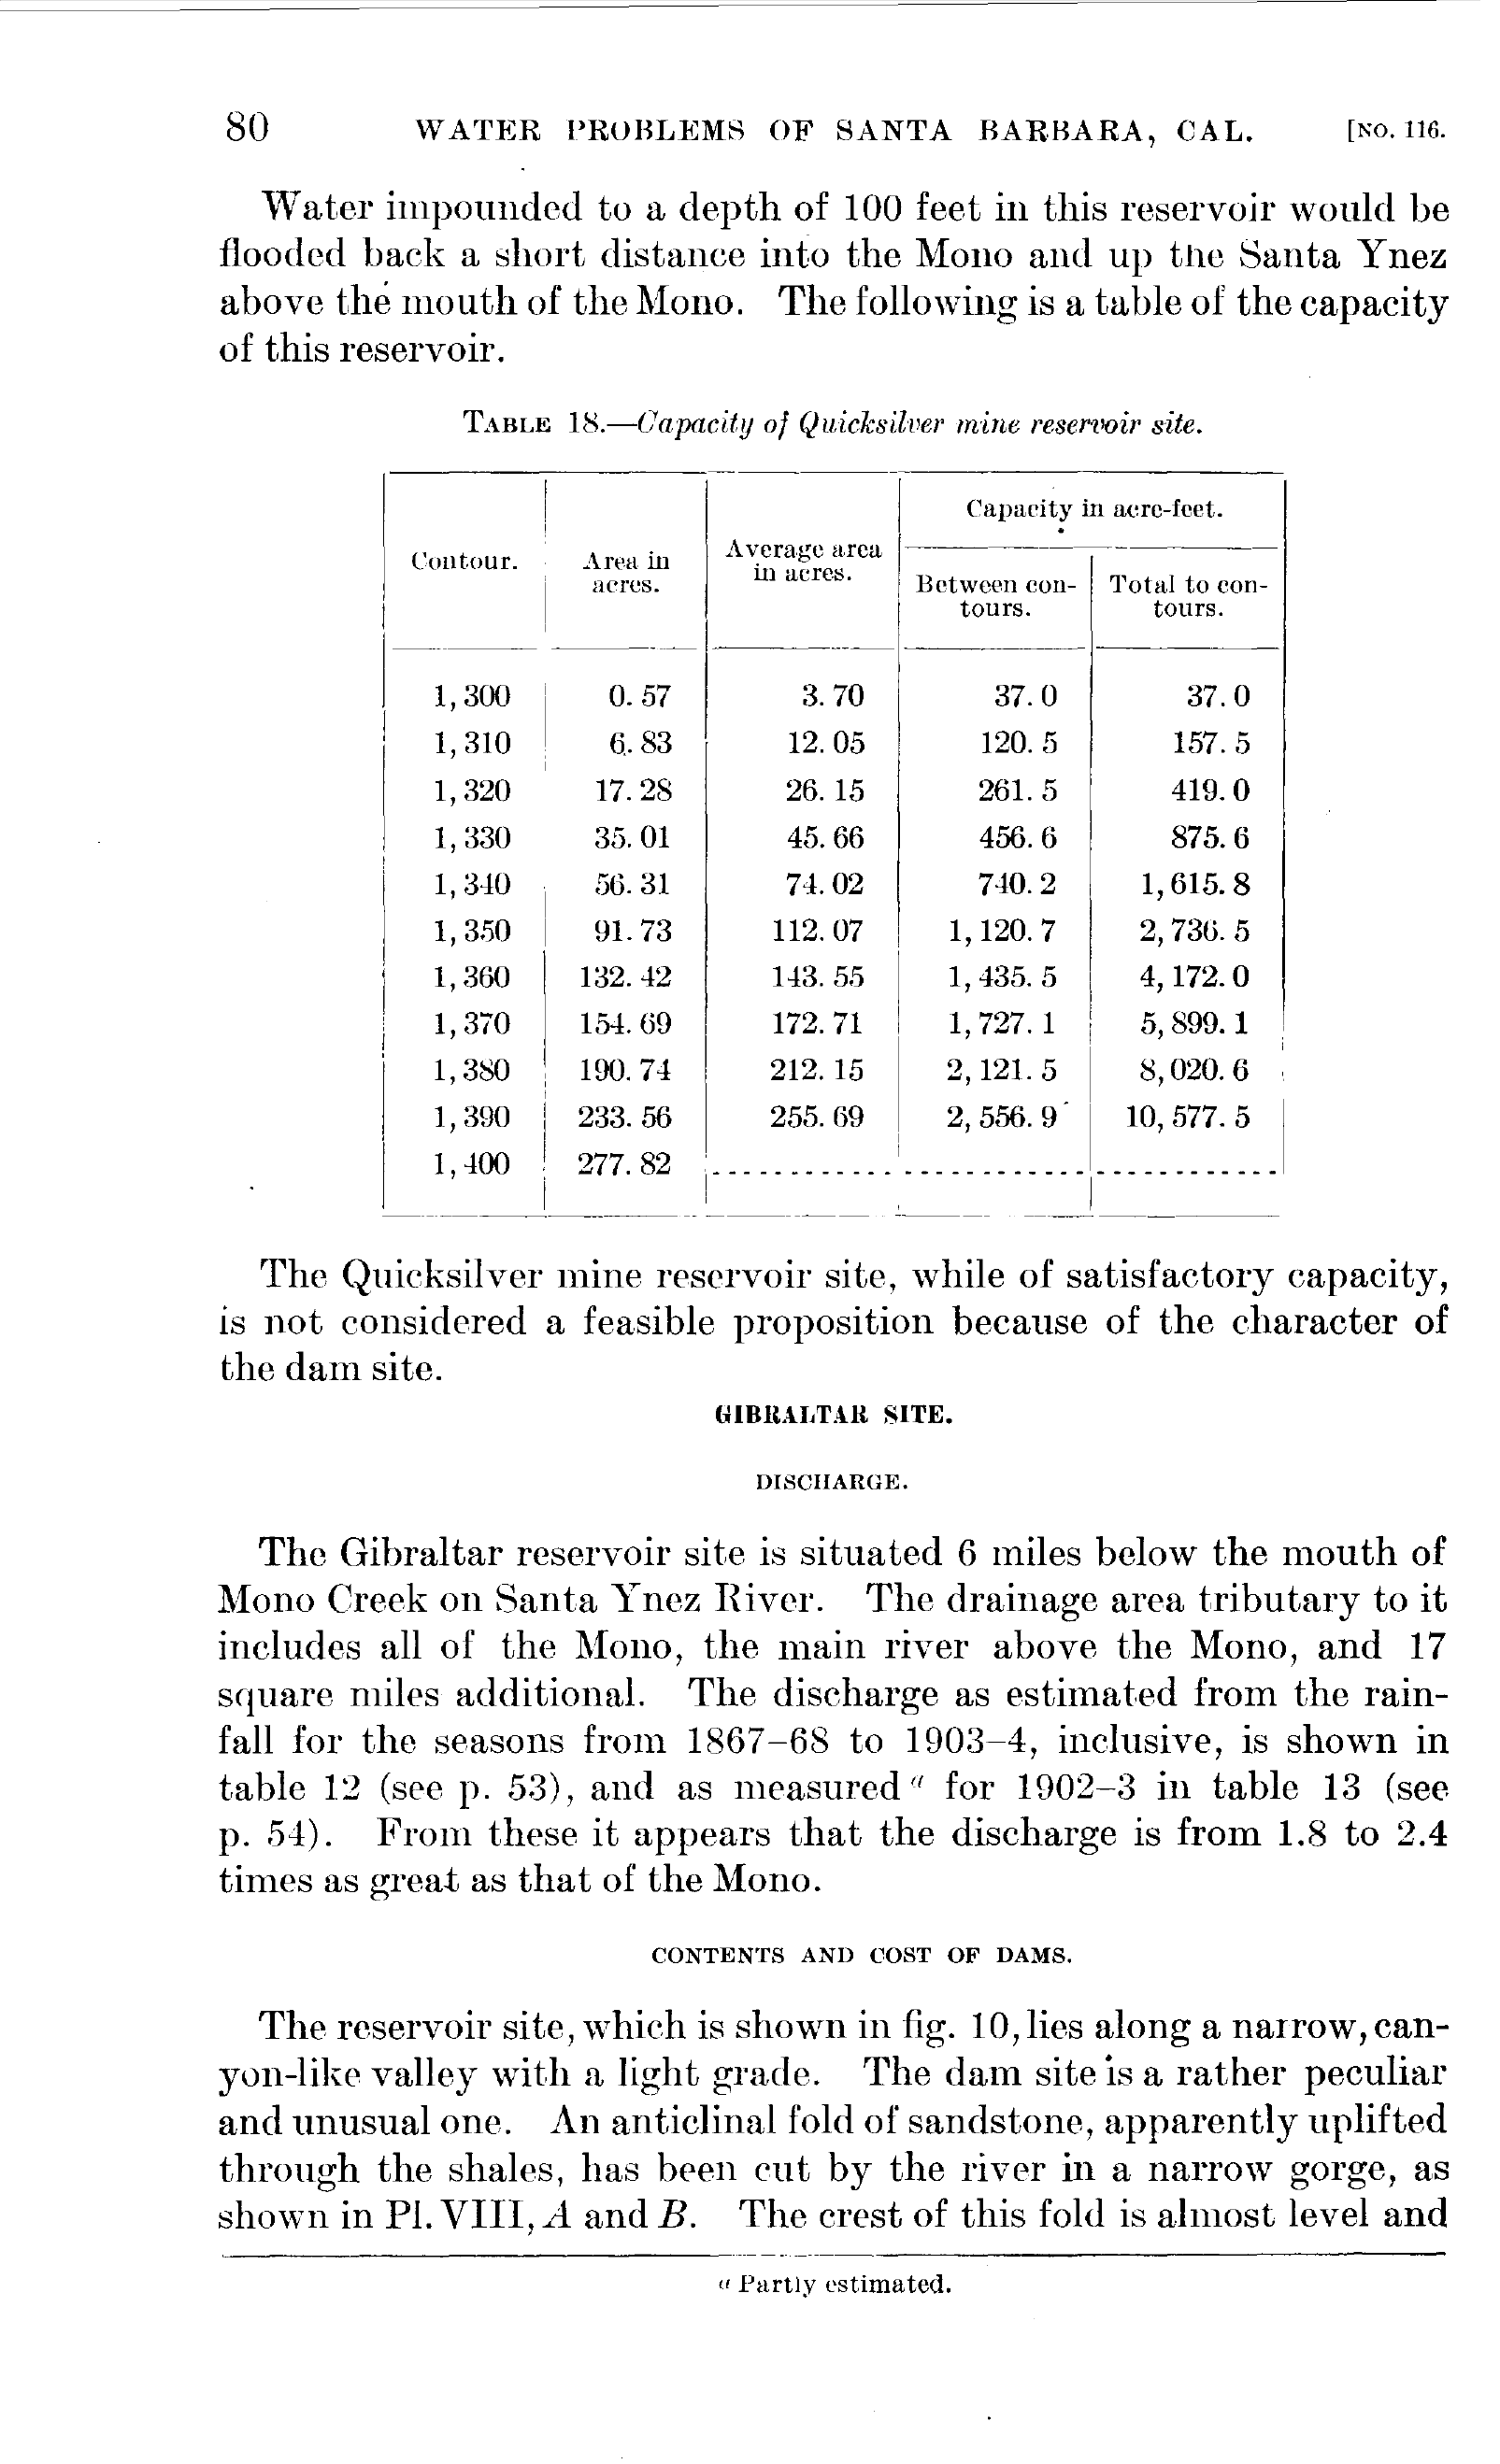 80 WATER PROBLEMS OF SANTA BARBARA, CAL. [NO. 116.
Water impounded to a depth of 100 feet in this reservoir would be
flooded back a short distance into the Mono and up the Santa Ynez
above the mouth of the Mono. The following is a table of the capacity
of this reservoir.
TABLE 18.—Capacity of Quicksilver mine reservoir site.
Contour. Area in acres. Average area in acres. Capacity in acre-feet.
Between contours. Total to contours.
1,300 0.57 3.70 37.0 37.0
1,310 6.83 12.05 120.5 157.5
1,320 17.28 26.15 261.5 419.0
1,330 35.01 45.66 456.6 875.6
1,340 56.31 74.02 740.2 1,615.8
1,350 91.73 112.07 1,120.7 2,736.5
1,360 132.42 143.55 1,435.5 4,172.0
1,370 154.69 172.71 1,727.1 5,899.1
1,380 190.74 212.15 2,121.5 8,020.6
1,390 233.56 255.69 2,556.9 10,577.5
1,400 277.82
The Quicksilver mine reservoir site, while of satisfactory capacity,
is not considered a feasible proposition because of the character of
the dam site.
GIBRALTAR SITE.
DISCHARGE.
The Gibraltar reservoir site is situated 6 miles below the mouth of
Mono Creek on Santa Ynez River. The drainage area tributary to it
includes all of the Mono, the main river above the Mono, and 17
square miles additional. The discharge as estimated from the rain-
fall for the seasons from 1867–68 to 1903–4, inclusive, is shown in
table 12 (see p. 53), and as measured a for 1902–3 in table 13 (see
p. 54). From these it appears that the discharge is from 1.8 to 2.4
times as great as that of the Mono.
CONTENTS AND COST OF DAMS.
The reservoir site, which is shown in fig. 10, lies along a narrow, can-
yon-like valley with a light grade. The dam site is a rather peculiar
and unusual one. An anticlinal fold of sandstone, apparently uplifted
through the shales, has been cut by the river in a narrow gorge, as
shown in Pl. VIII, A and B. The crest of this fold is almost level and
a Partly estimated.